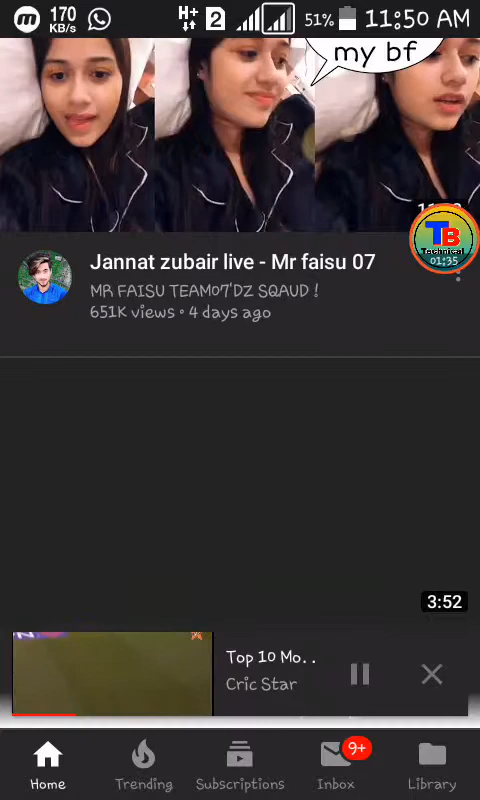 170
KB/s
H+
2
51%
11:50 AM
my bf
TB
Technical
01:35
Jannat zubair live - Mr faisu 07
MR FAISU TEAM07'DZ SQAUD !
651K views • 4 days ago
3:52
Top 10 Mo..
Cric Star
Home
Trending
Subscriptions
9+
Inbox
Library